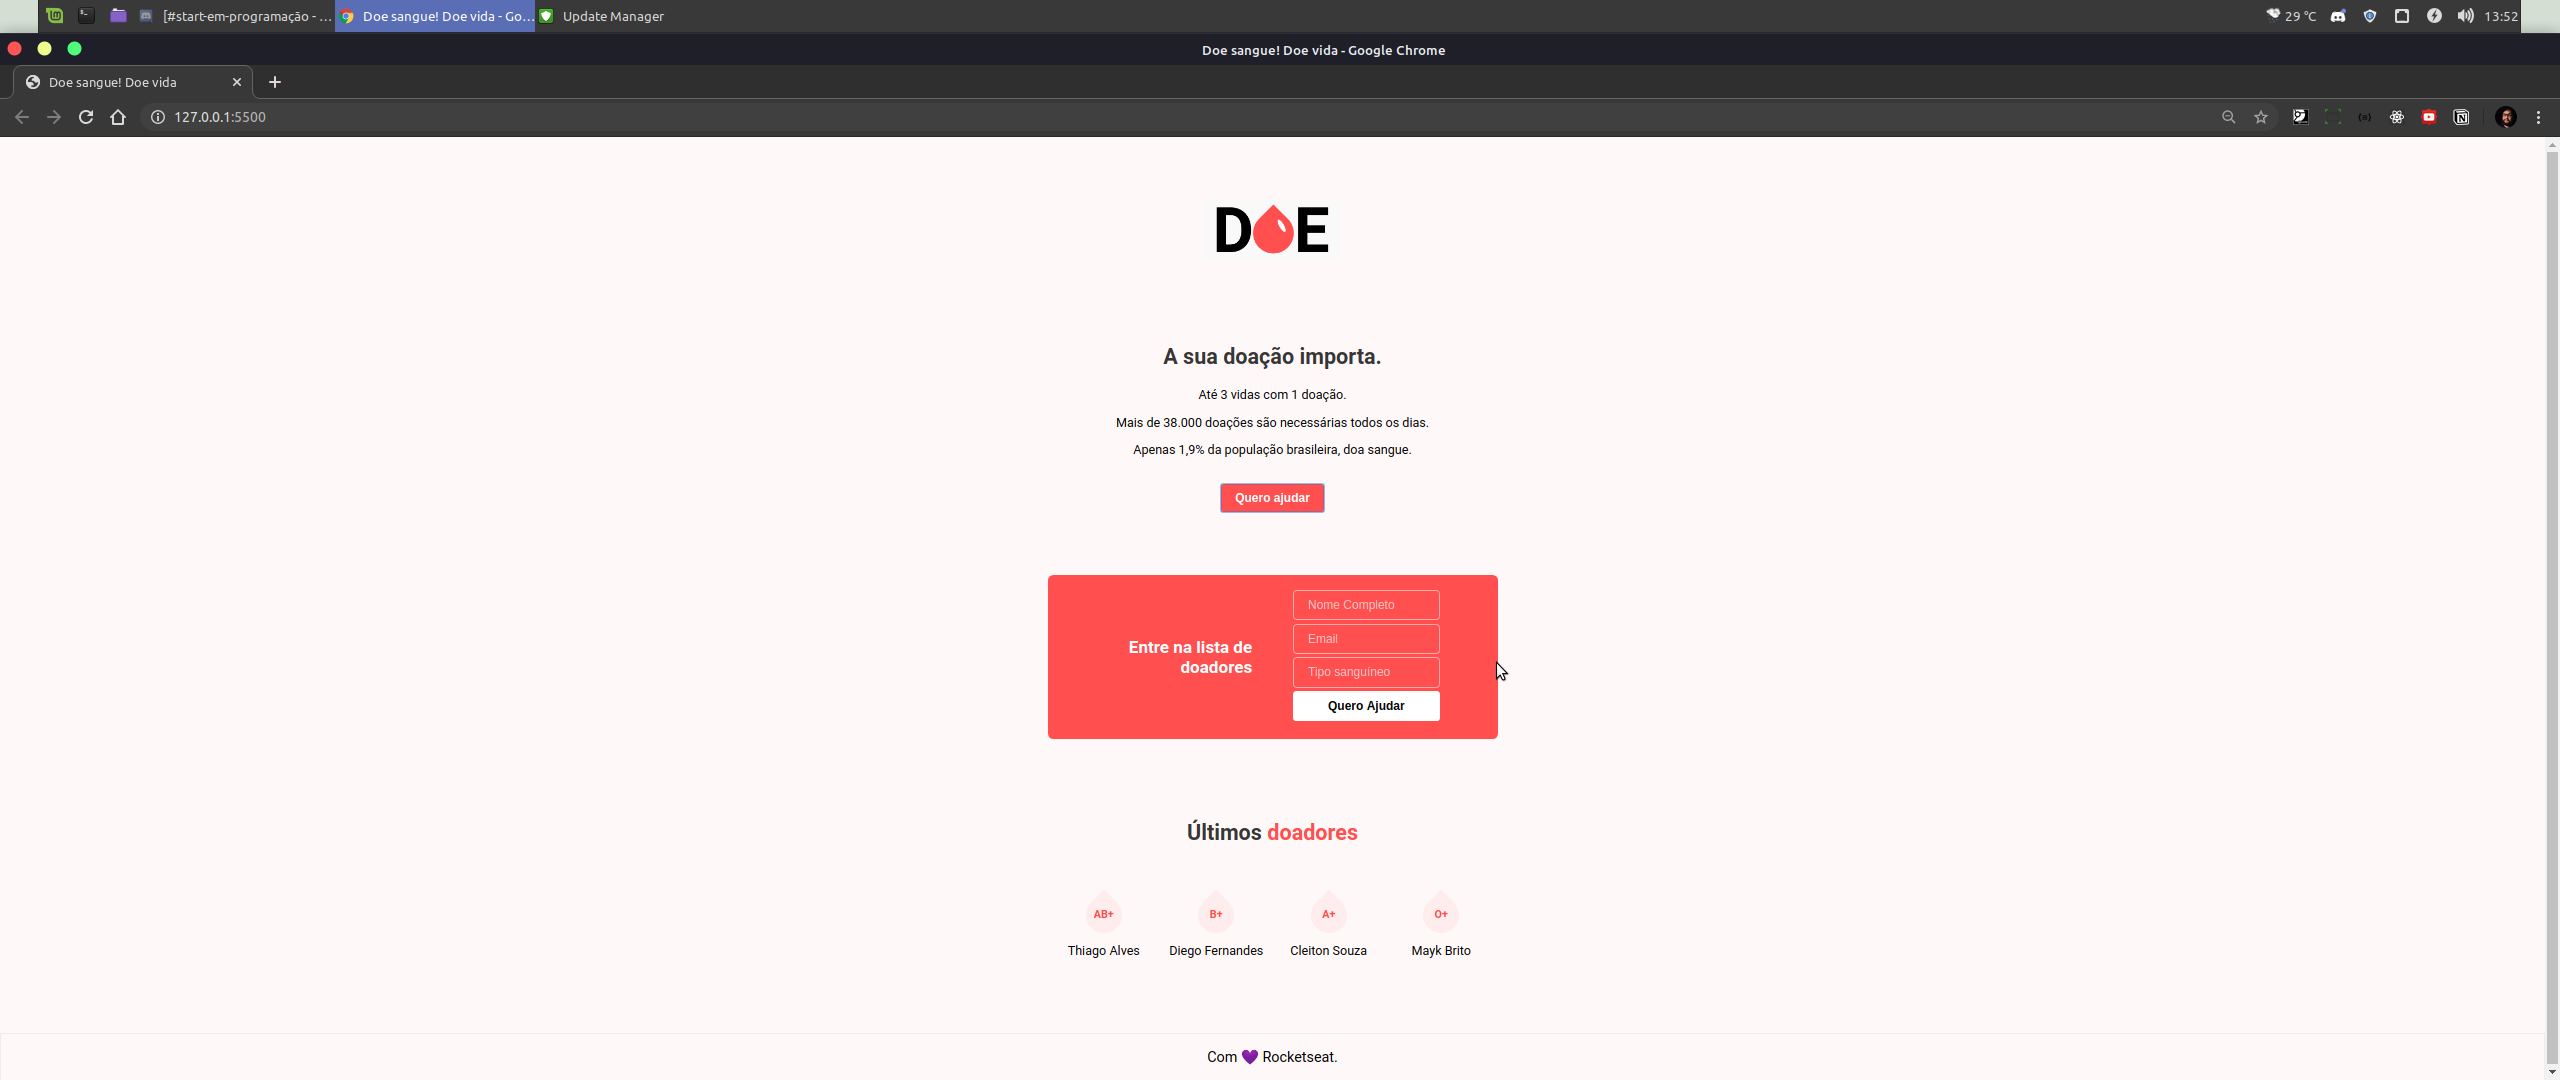 [#start-em-programação - ...
Doe sangue! Doe vida - Go...
Update Manager
29 °C
13:52
Doe sangue! Doe vida - Google Chrome
Doe sangue! Doe vida
127.0.0.1:5500
DOE
A sua doação importa.
Até 3 vidas com 1 doação.
Mais de 38.000 doações são necessárias todos os dias.
Apenas 1,9% da população brasileira, doa sangue.
Quero ajudar
Entre na lista de
doadores
Nome Completo
Email
Tipo sanguíneo
Quero Ajudar
Últimos doadores
AB+
B+
A+
O+
Thiago Alves
Diego Fernandes
Cleiton Souza
Mayk Brito
Com 💜 Rocketseat.